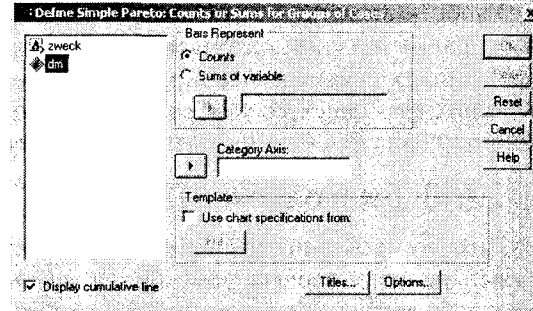 Define Simple Pareto: Counts or Sums for Groups of Cases
zweck
dm
Bars Represent
Counts
Sums of variable:
Category Axis:
Template
Use chart specifications from:
Display cumulative line
Titles...
Options...
Reset
Cancel
Help